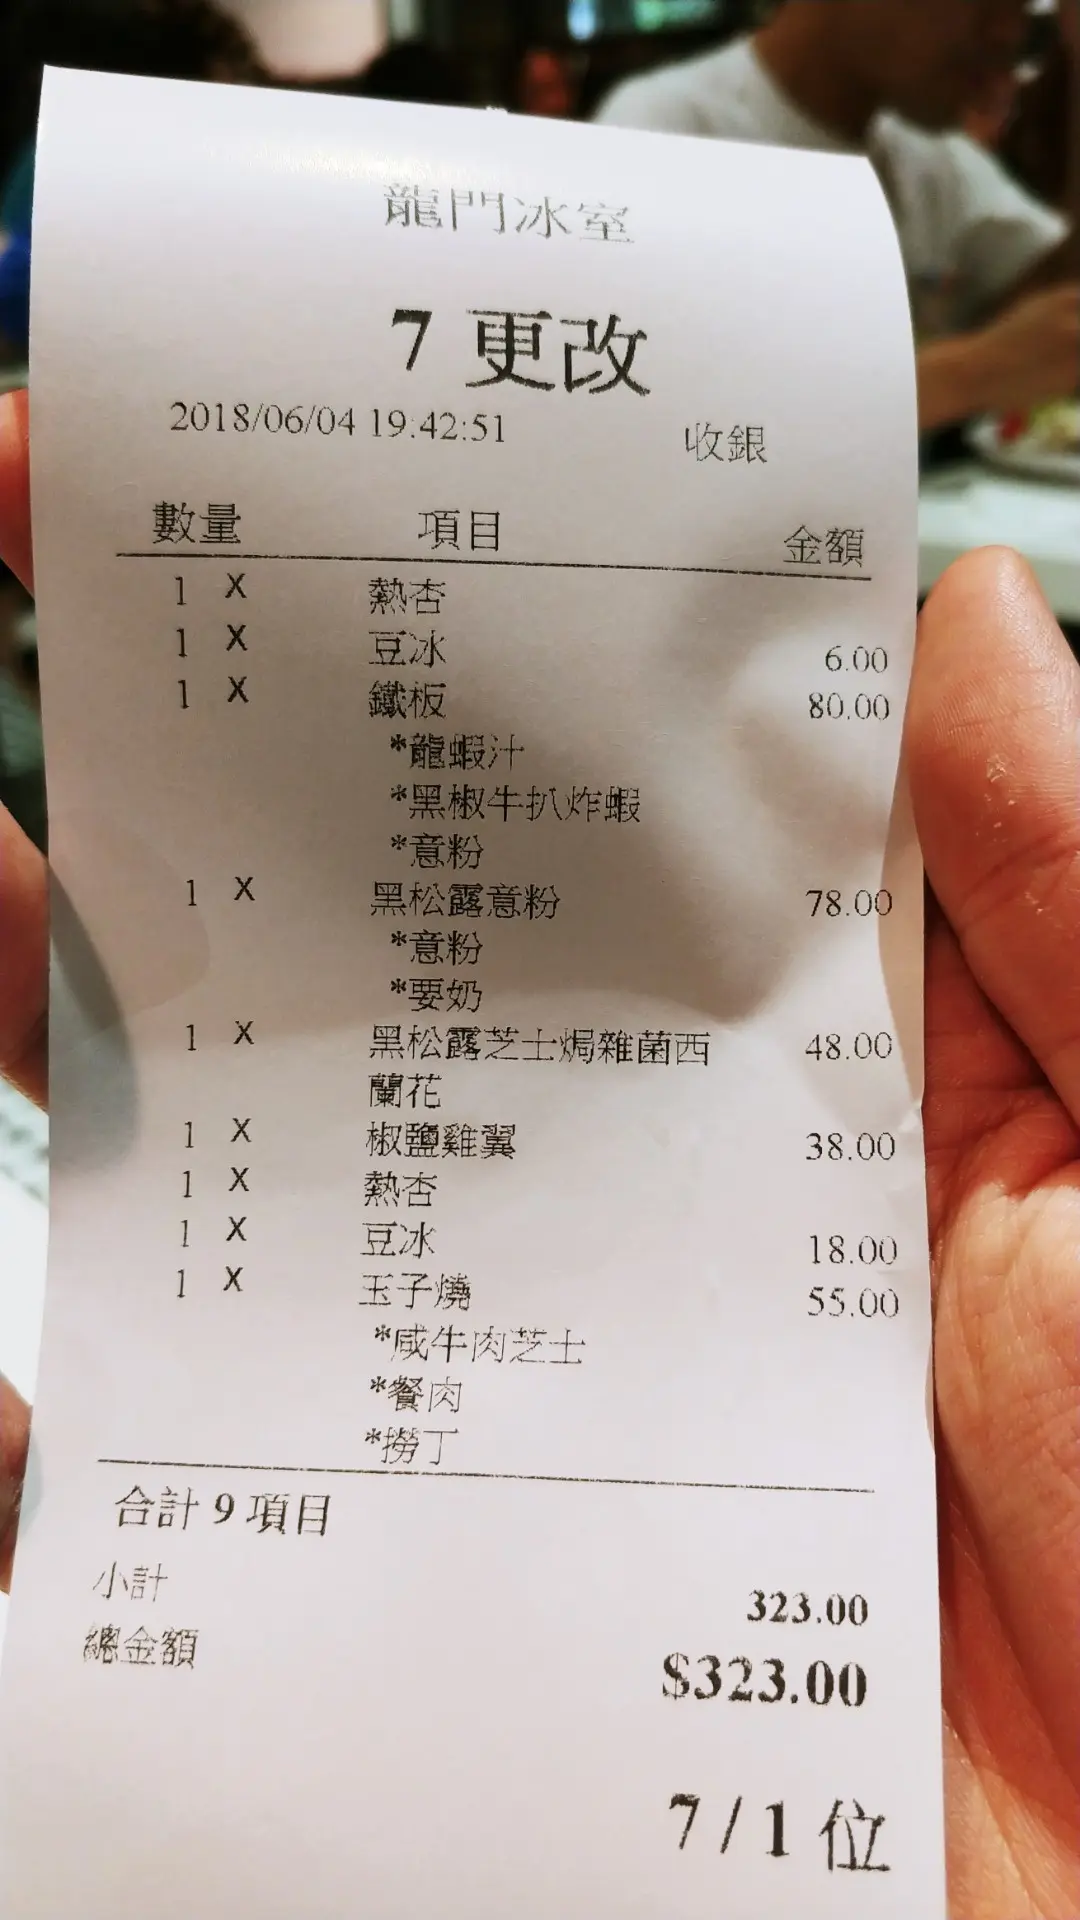 龍門冰室
7 更改
2018/06/04 19:42:51 收銀
數量 項目 金額
1 X 熱杏
1 X 豆冰 6.00
1 X 鐵板 80.00
*龍蝦汁
*黑椒牛扒炸蝦
*意粉
1 X 黑松露意粉 78.00
*意粉
*要奶
1 X 黑松露芝士焗雜菌西 48.00
蘭花
1 X 椒鹽雞翼 38.00
1 X 熱杏
1 X 豆冰 18.00
1 X 玉子燒 55.00
*咸牛肉芝士
*餐肉
*撈丁
合計 9 項目
小計 323.00
總金額 $323.00
7 / 1 位